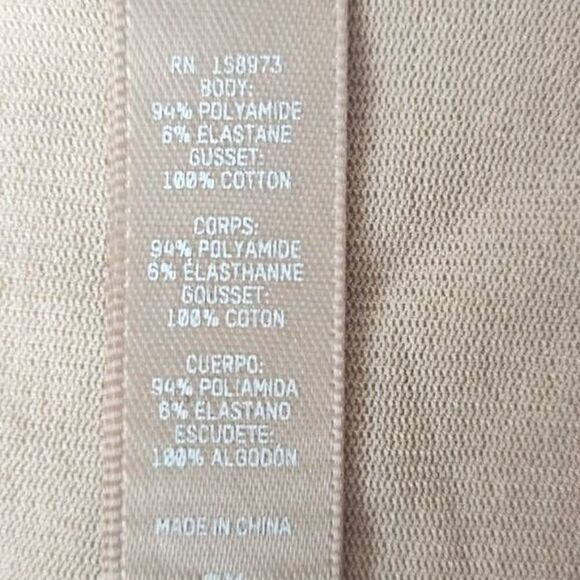 RN 158973
BODY:
94% POLYAMIDE
6% ELASTANE
GUSSET:
100% COTTON
CORPS:
94% POLYAMIDE
6% ÉLASTHANNE
GOUSSET:
100% COTON
CUERPO:
94% POLIAMIDA
6% ELASTANO
ESCUDETE:
100% ALGODÓN
MADE IN CHINA